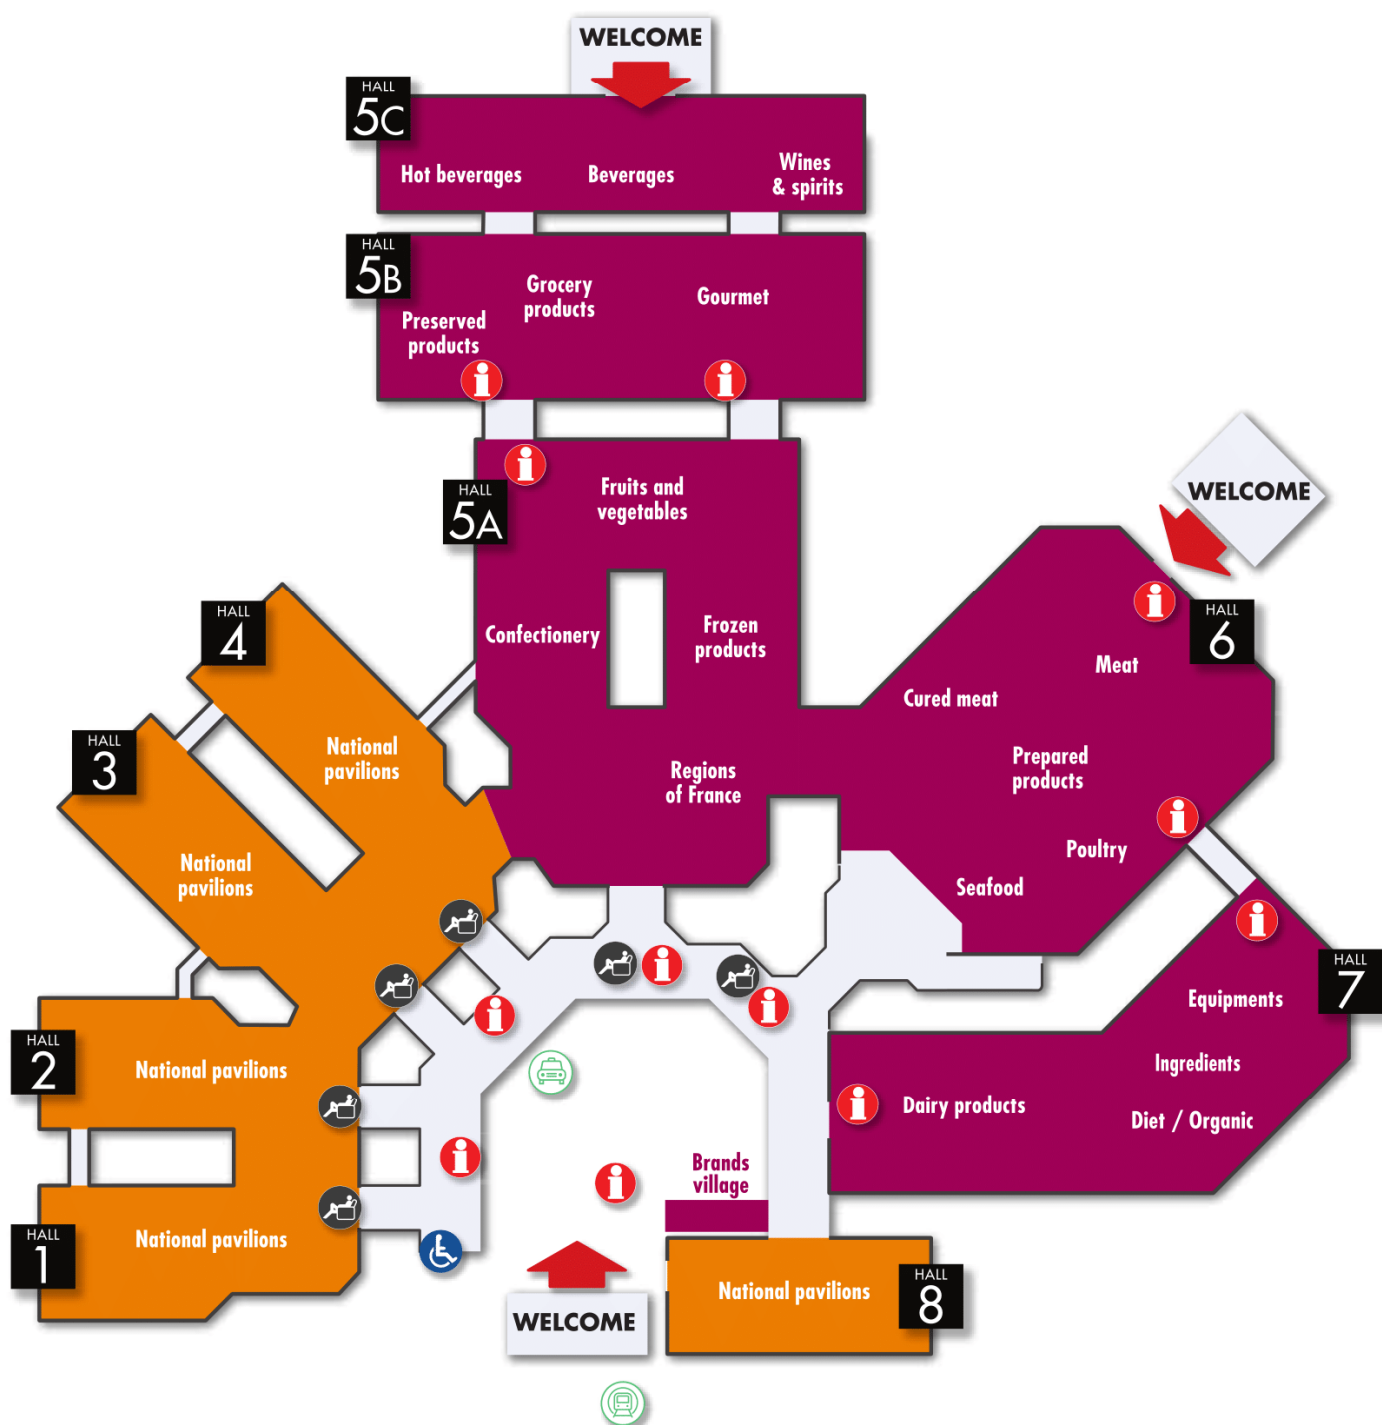 WELCOME
HALL
5C
Hot beverages
Beverages
Wines
& spirits
HALL
5B
Grocery
products
Gourmet
Preserved
products
HALL
5A
Fruits and
vegetables
WELCOME
HALL
4
HALL
6
Confectionery
Frozen
products
Meat
Cured meat
HALL
3
National
pavilions
Regions
of France
Prepared
products
National
pavilions
Poultry
Seafood
HALL
7
Equipments
HALL
2
National pavilions
Ingredients
Dairy products
Diet / Organic
Brands
village
HALL
1
National pavilions
National pavilions
HALL
8
WELCOME